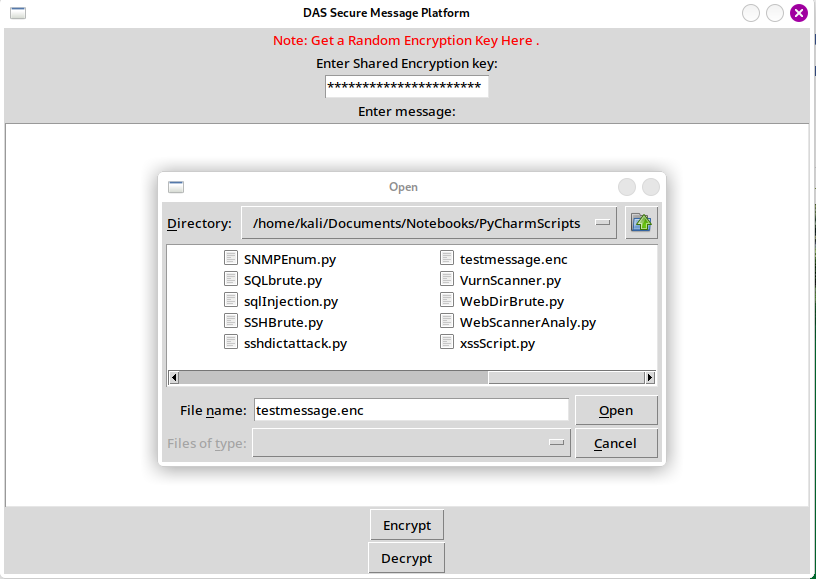 DAS Secure Message Platform
Note: Get a Random Encryption Key Here .
Enter Shared Encryption key:
**********************
Enter message:
Open
Directory: /home/kali/Documents/Notebooks/PyCharmScripts
SNMPEnum.py testmessage.enc
SQLbrute.py VurnScanner.py
sqlInjection.py WebDirBrute.py
SSHBrute.py WebScannerAnaly.py
sshdictattack.py xssScript.py
File name: testmessage.enc Open
Files of type: Cancel
Encrypt
Decrypt